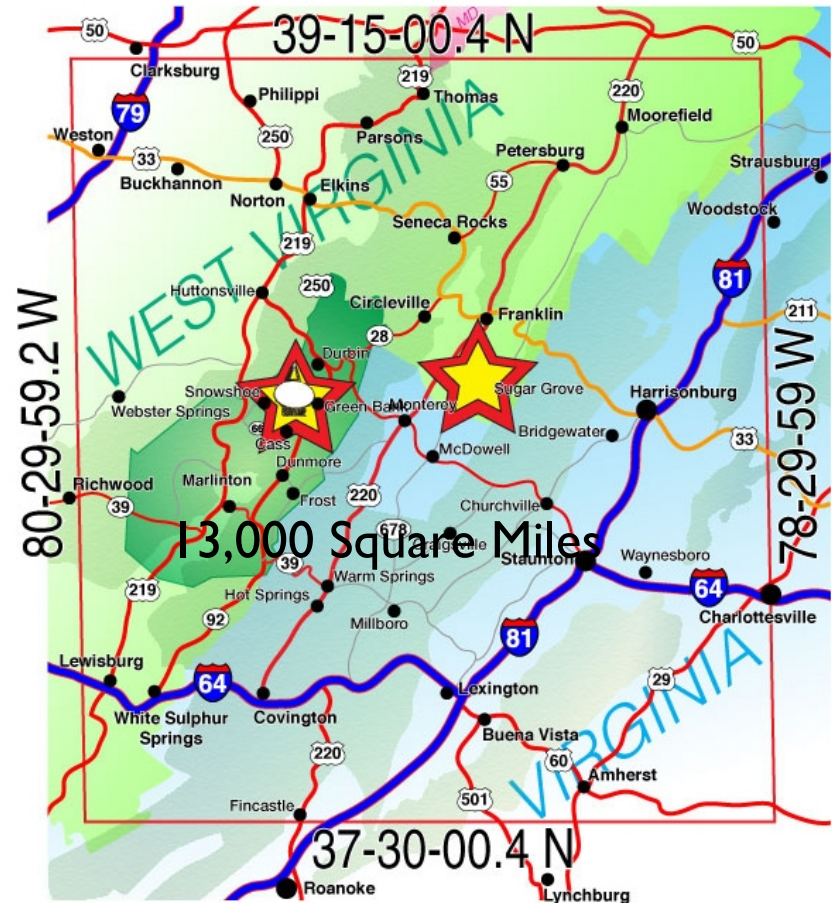 50
39-15-00.4 N
MD
50
Clarksburg
219
Thomas
220
Philippi
79
Moorefield
Weston
250
Parsons
33
Petersburg
Strausburg
Buckhannon
Norton
Elkins
55
Woodstock
WEST VIRGINIA
Seneca Rocks
219
81
Huttonsville
250
Circleville
Franklin
211
28
Durbin
80-29-59.2 W
78-29-59 W
Snowshoe
Sugar Grove
Harrisonburg
Webster Springs
Green Bank
Monterey
66
Cass
Bridgewater
33
McDowell
Dunmore
Richwood
Marlinton
39
Frost
220
Churchville
13,000 Square Miles
678
Staunton
Waynesboro
39
Warm Springs
64
219
Hot Springs
92
Millboro
Charlottesville
81
Lewisburg
64
29
White Sulphur
Springs
Covington
Lexington
VIRGINIA
Buena Vista
220
60
Amherst
501
Fincastle
37-30-00.4 N
Roanoke
Lynchburg